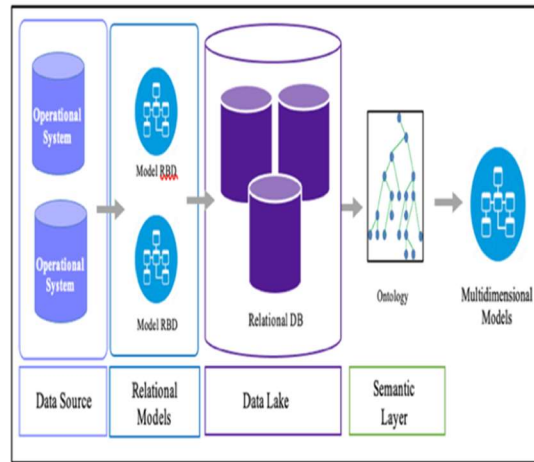 Operational
System
Operational
System
Model RBD
Model RBD
Relational DB
Ontology
Multidimensional
Models
Data Source
Relational
Models
Data Lake
Semantic
Layer